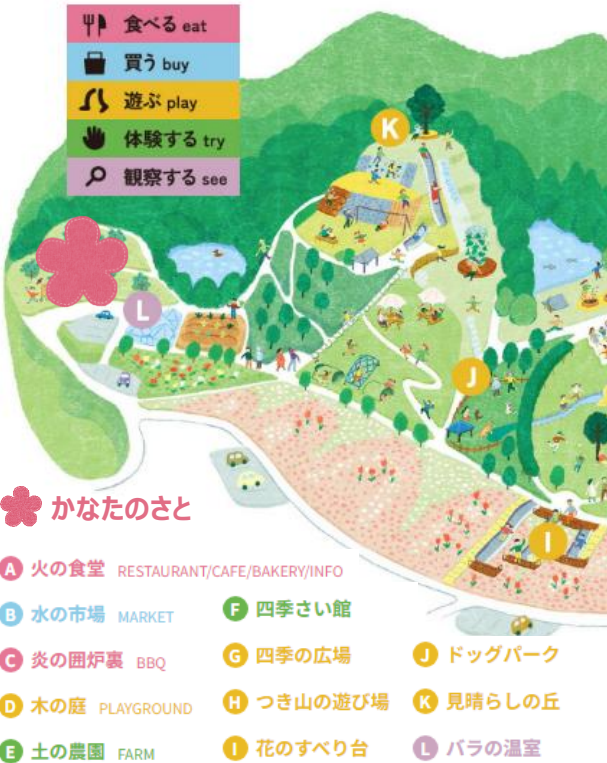 食べる eat
買う buy
遊ぶ play
体験する try
観察する see
K
L
J
I
かなたのさと
A 火の食堂 RESTAURANT/CAFE/BAKERY/INFO
B 水の市場 MARKET
F 四季さい館
C 炎の囲炉裏 BBQ
G 四季の広場
J ドッグパーク
D 木の庭 PLAYGROUND
H つき山の遊び場
K 見晴らしの丘
E 土の農園 FARM
I 花のすべり台
L バラの温室